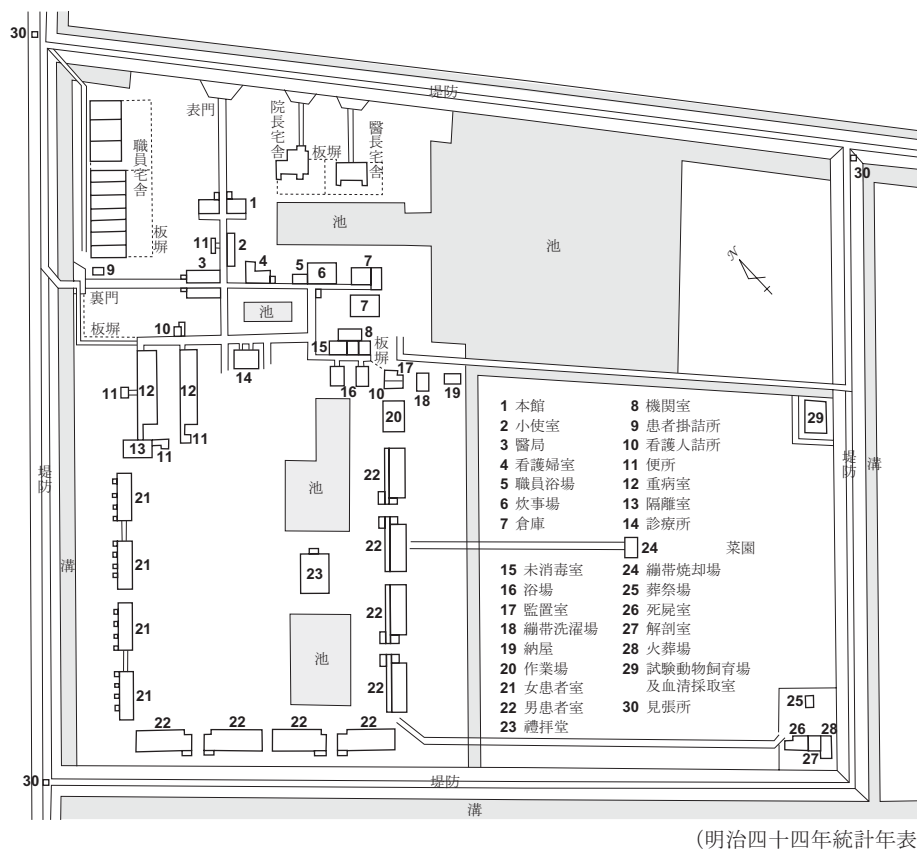 30
堤防
表門
院長宅舎
醫長宅舎
板塀
職員宅舎
板塀
30
1
池
池
11
2
N
9
3
4
5
6
7
裏門
7
板塀
池
10
8
15
板塀
14
16
10
17
18
19
11
12
12
20
29
11
13
11
1 本館
2 小使室
3 醫局
4 看護婦室
5 職員浴場
6 炊事場
7 倉庫
8 機関室
9 患者掛詰所
10 看護人詰所
11 便所
12 重病室
13 隔離室
14 診療所
堤防
堤防
溝
22
21
池
22
24
菜園
21
溝
23
15 未消毒室
16 浴場
17 監置室
18 繃帯洗濯場
19 納屋
20 作業場
21 女患者室
22 男患者室
23 禮拝堂
24 繃帯焼却場
25 葬祭場
26 死屍室
27 解剖室
28 火葬場
29 試験動物飼育場
及血清採取室
30 見張所
21
22
池
21
22
25
22
22
22
22
26
28
27
30
堤防
溝
(明治四十四年統計年表